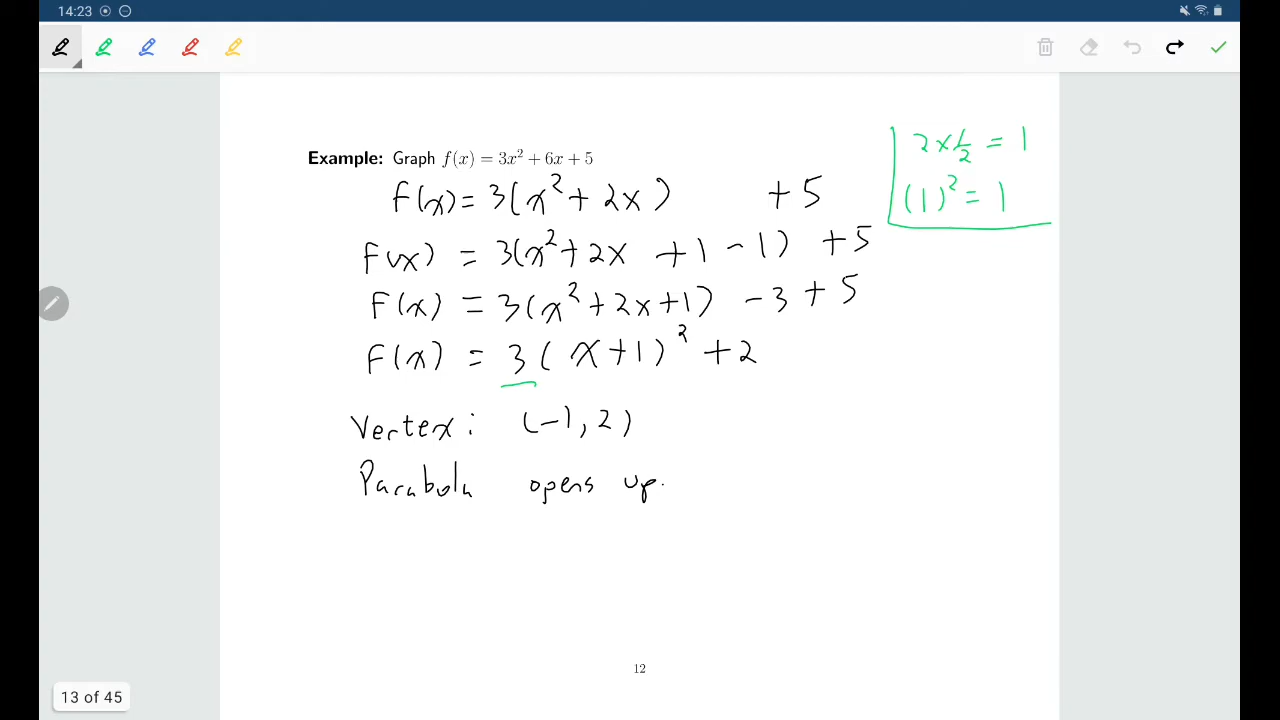 14:23
Example: Graph f(x) = 3x² + 6x + 5
2 x 1/2 = 1
(1)² = 1
f(x) = 3(x² + 2x) + 5
f(x) = 3(x² + 2x + 1 - 1) + 5
f(x) = 3(x² + 2x + 1) - 3 + 5
f(x) = 3(x + 1)² + 2
Vertex: (-1, 2)
Parabola opens up.
12
13 of 45